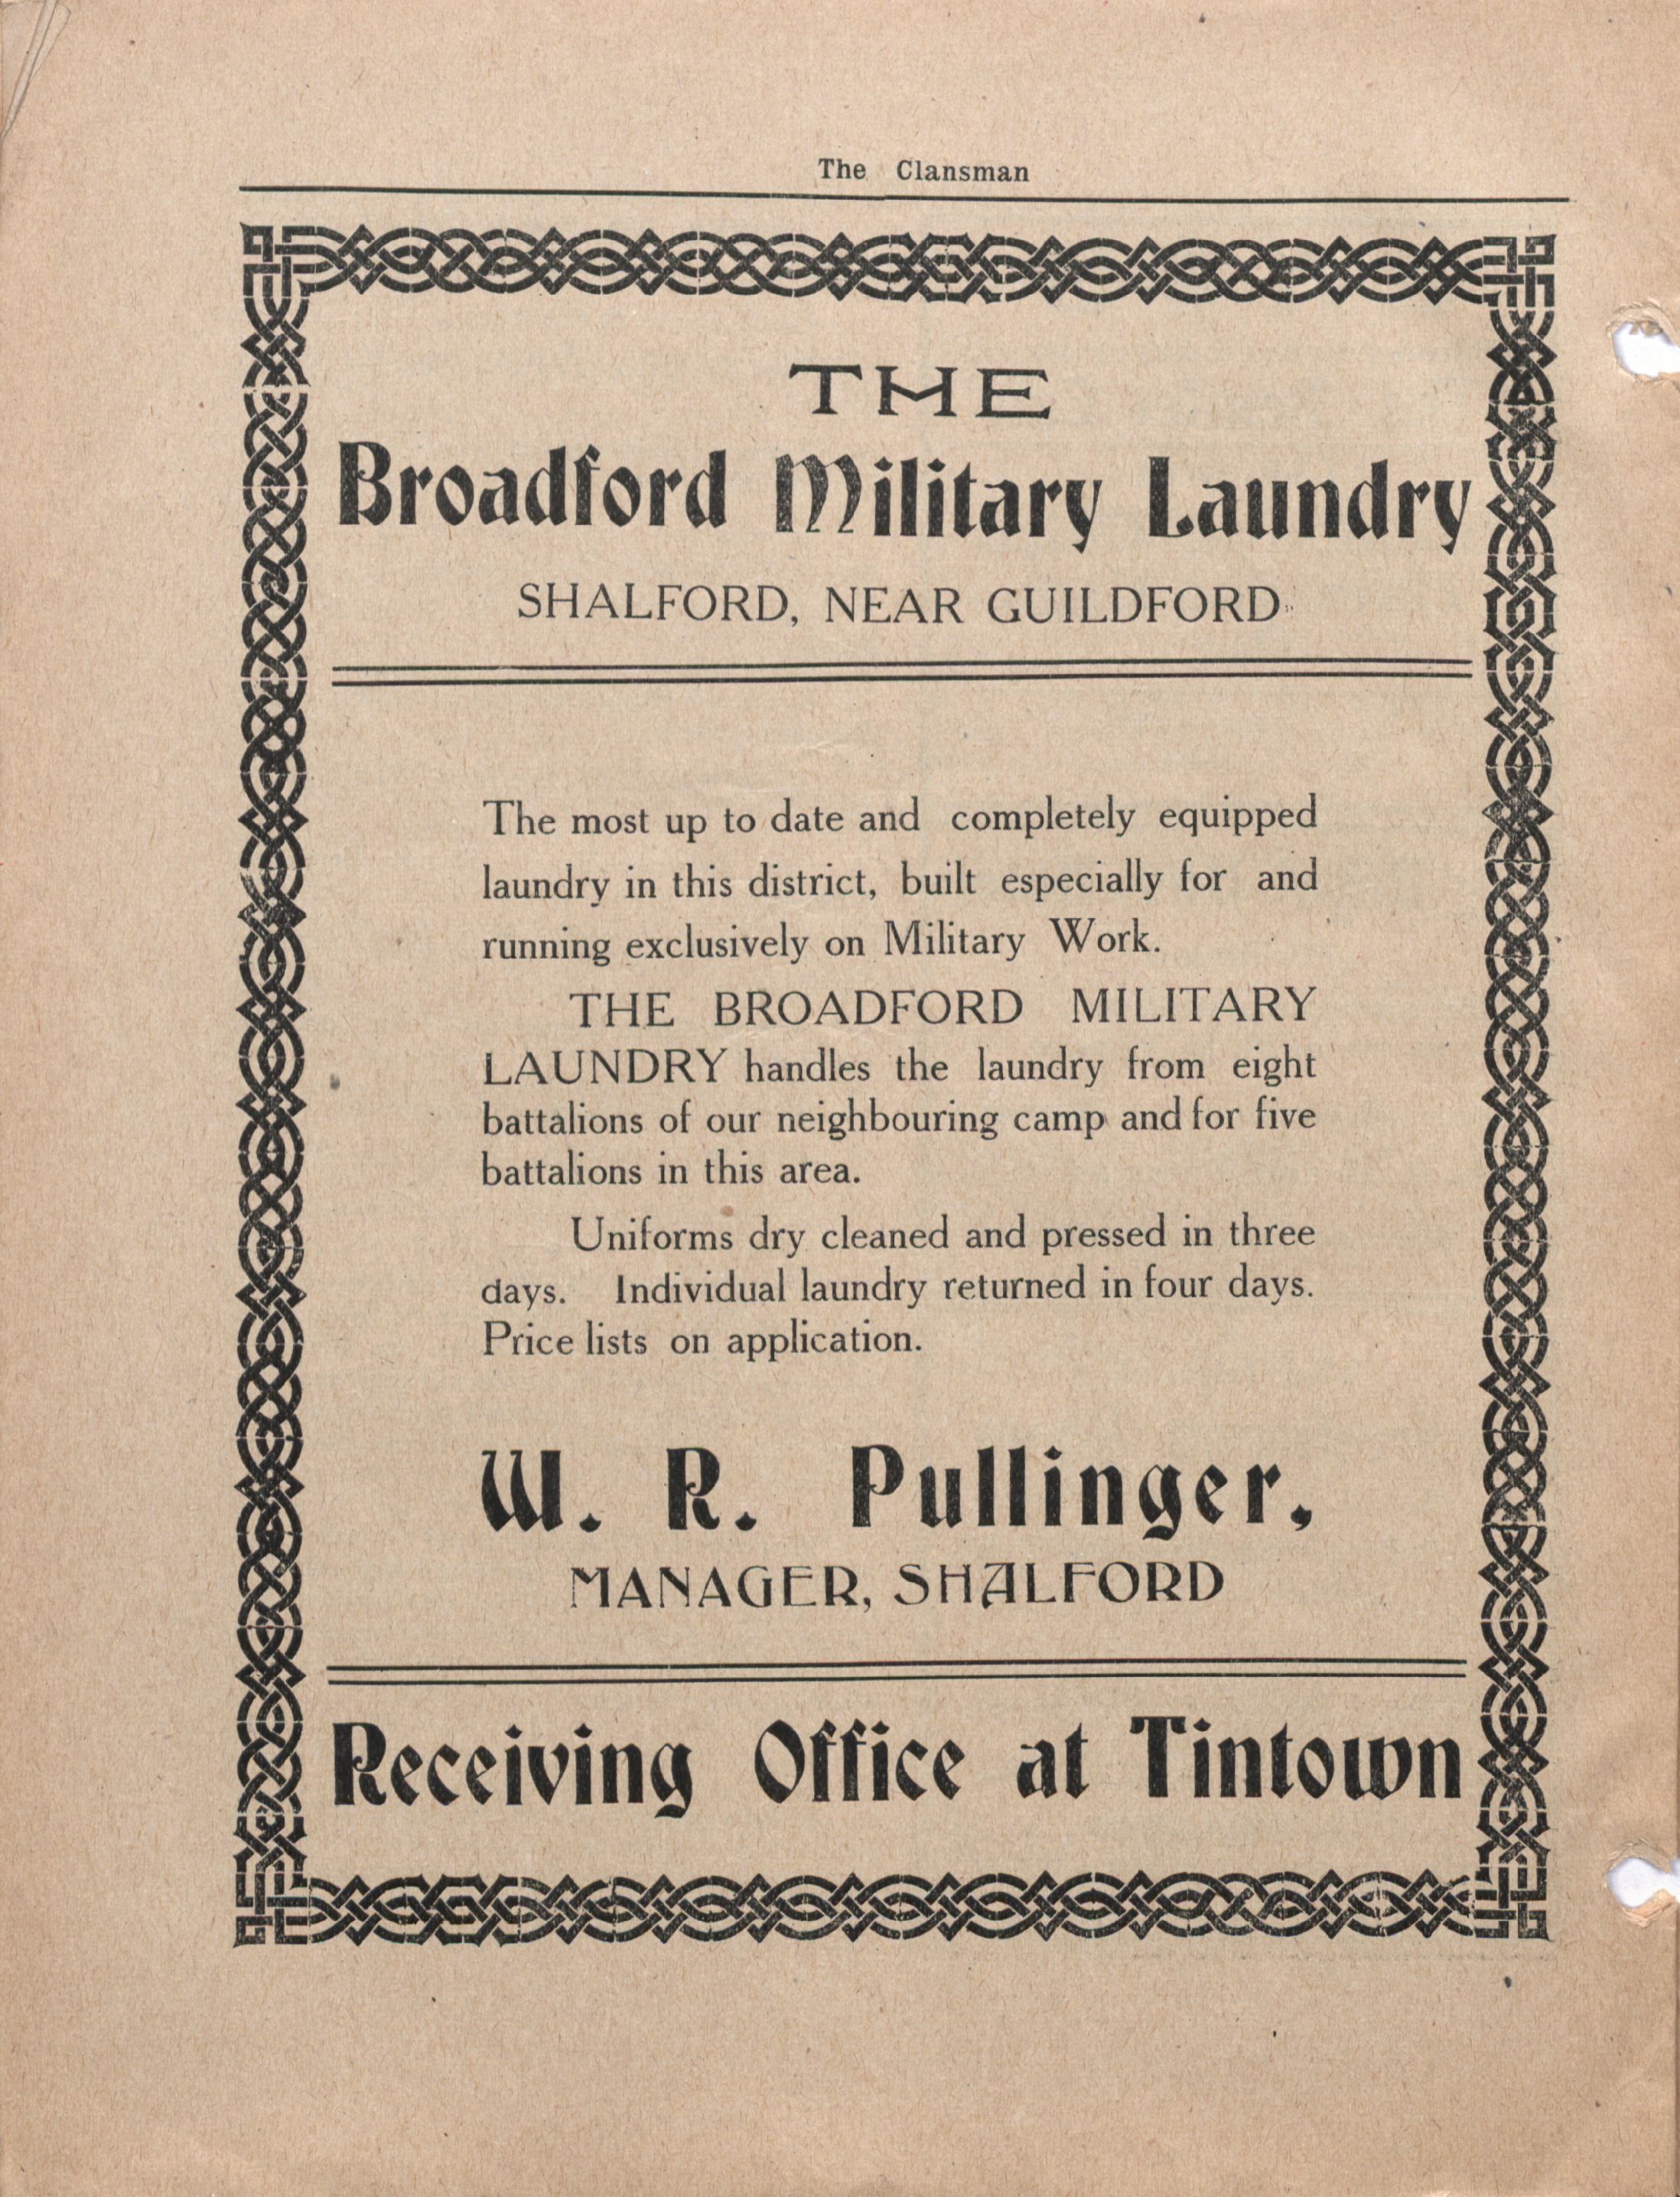 The Clansman
THE
Broadford Military Laundry
SHALFORD, NEAR GUILDFORD
The most up to date and completely equipped
laundry in this district, built especially for and
running exclusively on Military Work.
THE BROADFORD MILITARY
LAUNDRY handles the laundry from eight
battalions of our neighbouring camp and for five
battalions in this area.
Uniforms dry cleaned and pressed in three
days. Individual laundry returned in four days.
Price lists on application.
W. R. Pullinger,
MANAGER, SHALFORD
Receiving Office at Tintown